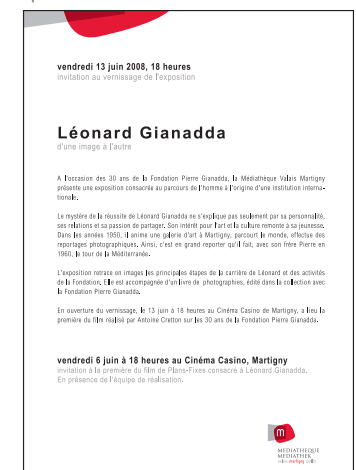 vendredi 13 juin 2008, 18 heures
invitation au vernissage de l'exposition
Léonard Gianadda
d'une image à l'autre
A l'occasion des 30 ans de la Fondation Pierre Gianadda, la Médiathèque Valais Martigny
présente une exposition consacrée au parcours de l'homme à l'origine d'une institution interna-
tionale.
Le mystère de la réussite de Léonard Gianadda ne s'explique pas seulement par sa personnalité,
ses relations et sa passion de partager. Son intérêt pour l'art et la culture remonte à sa jeunesse.
Dans les années 1950, il anime une galerie d'art à Martigny, parcourt le monde, effectue des
reportages photographiques. Ainsi, c'est en grand reporter qu'il fait, avec son frère Pierre en
1960, le tour de la Méditerranée.
L'exposition retrace en images les principales étapes de la carrière de Léonard et des activités
de la Fondation. Elle est accompagnée d'un livre de photographies, édité dans la collection avec
la Fondation Pierre Gianadda.
En ouverture du vernissage, le 13 juin à 18 heures au Cinéma Casino de Martigny, a lieu la
première du film réalisé par Antoine Cretton sur les 30 ans de la Fondation Pierre Gianadda.
vendredi 6 juin à 18 heures au Cinéma Casino, Martigny
invitation à la première du film de Plans-Fixes consacré à Léonard Gianadda.
En présence de l'équipe de réalisation.
m
MEDIATHEQUE
MEDIATHEK
valais martigny wallis